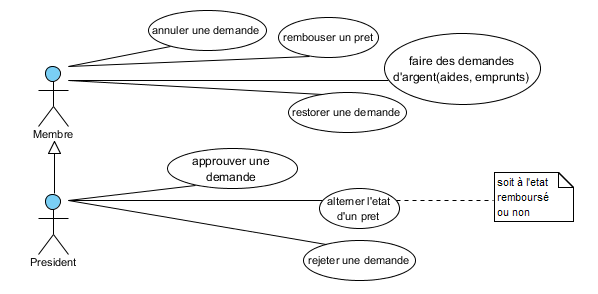 annuler une demande
rembouser un pret
faire des demandes
d'argent(aides, emprunts)
restorer une demande
Membre
approuver une
demande
alterner l'etat
d'un pret
soit à l'etat
remboursé
ou non
President
rejeter une demande